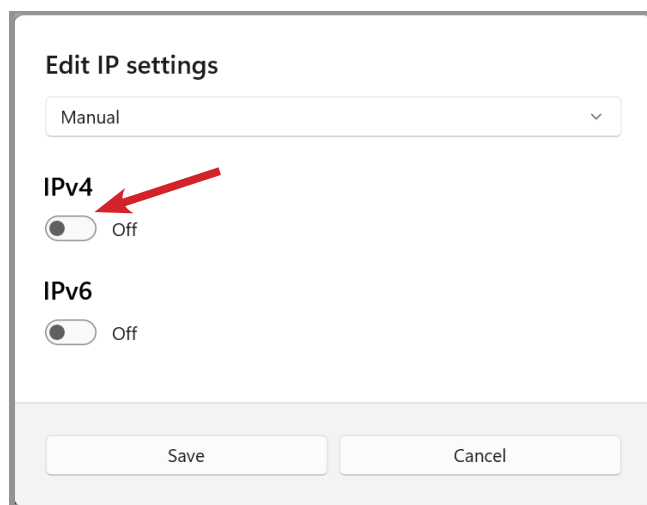 Edit IP settings
Manual
IPv4
Off
IPv6
Off
Save Cancel